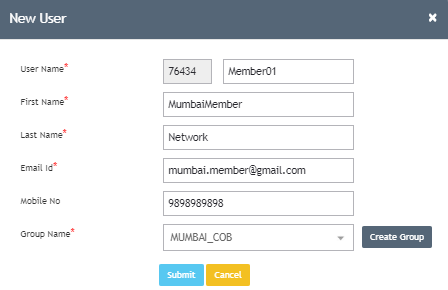 New User ×
User Name* 76434 Member01
First Name* MumbaiMember
Last Name* Network
Email Id* mumbai.member@gmail.com
Mobile No 9898989898
Group Name* MUMBAI_COB Create Group
Submit Cancel